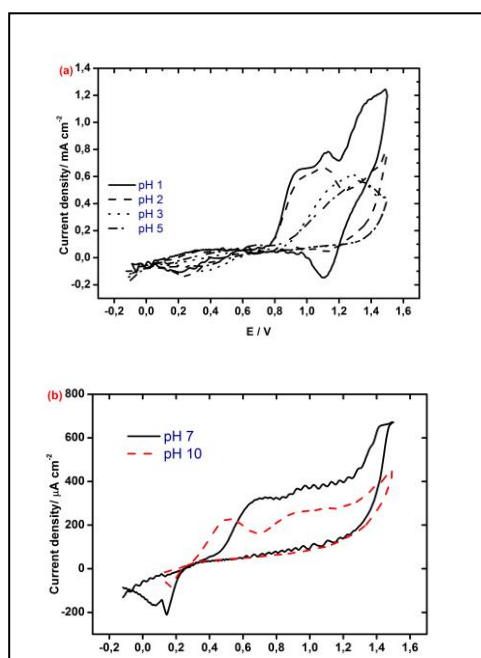 (a)
Current density/ mA cm-2
1,4
1,2
1,0
0,8
0,6
0,4
0,2
0,0
-0,2
pH 1
pH 2
pH 3
pH 5
-0,2 0,0 0,2 0,4 0,6 0,8 1,0 1,2 1,4 1,6
E / V
(b)
Current density/ µA cm-2
800
600
400
200
0
-200
pH 7
pH 10
-0,2 0,0 0,2 0,4 0,6 0,8 1,0 1,2 1,4 1,6